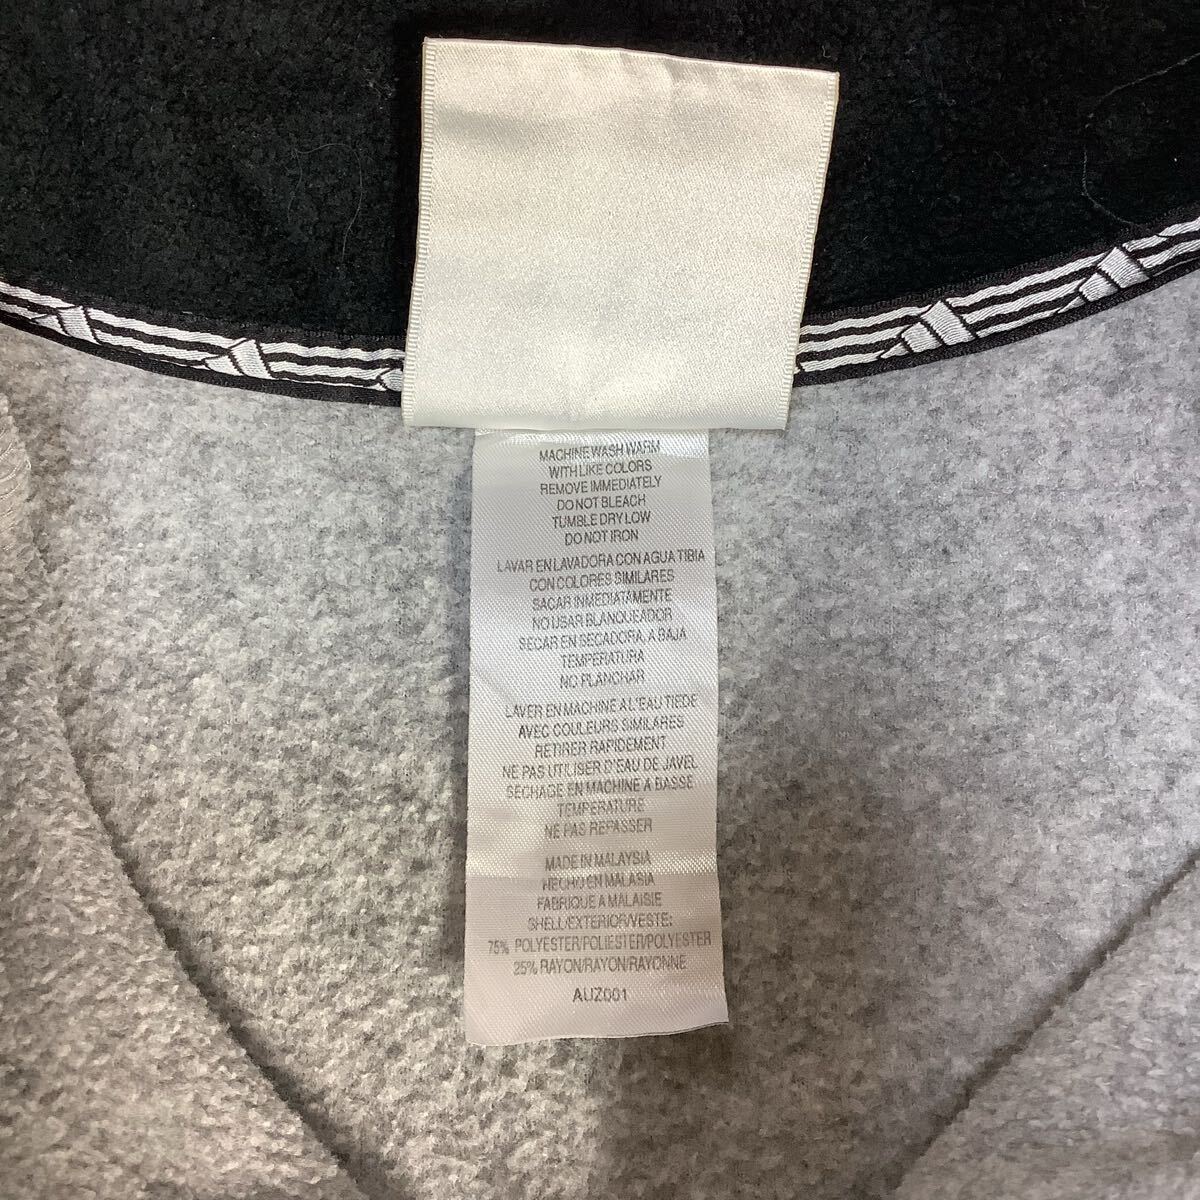 MACHINE WASH WARM
WITH LIKE COLORS
REMOVE IMMEDIATELY
DO NOT BLEACH
TUMBLE DRY LOW
DO NOT IRON
LAVAR EN LAVADORA CON AGUA TIBIA
CON COLORES SIMILARES
SACAR INMEDIATAMENTE
NO USAR BLANQUEADOR
SECAR EN SECADORA, A BAJA
TEMPERATURA
NO PLANCHAR
LAVER EN MACHINE A L'EAU TIEDE
AVEC COULEURS SIMILARES
RETIRER RAPIDEMENT
NE PAS UTILISER D'EAU DE JAVEL
SECHAGE EN MACHINE A BASSE
TEMPERATURE
NE PAS REPASSER
MADE IN MALAYSIA
HECHO EN MALASIA
FABRIQUE A MALAISIE
SHELL/EXTERIOR/VESTE:
75% POLYESTER/POLIESTER/POLYESTER
25% RAYON/RAYON/RAYONNE
AUZ001